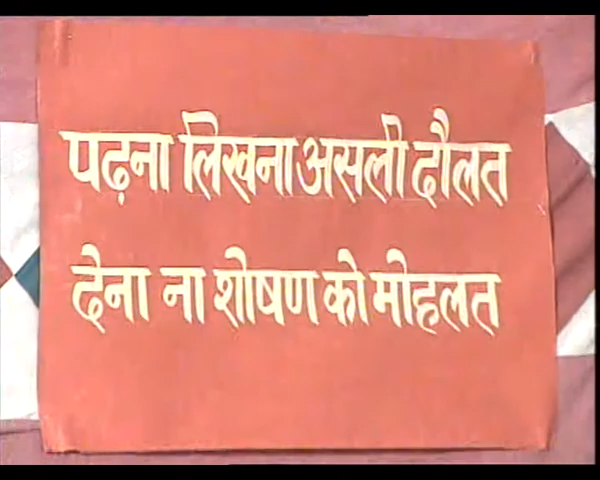 पढ़ना लिखना असली दौलत
देना ना शोषण को मोहलत